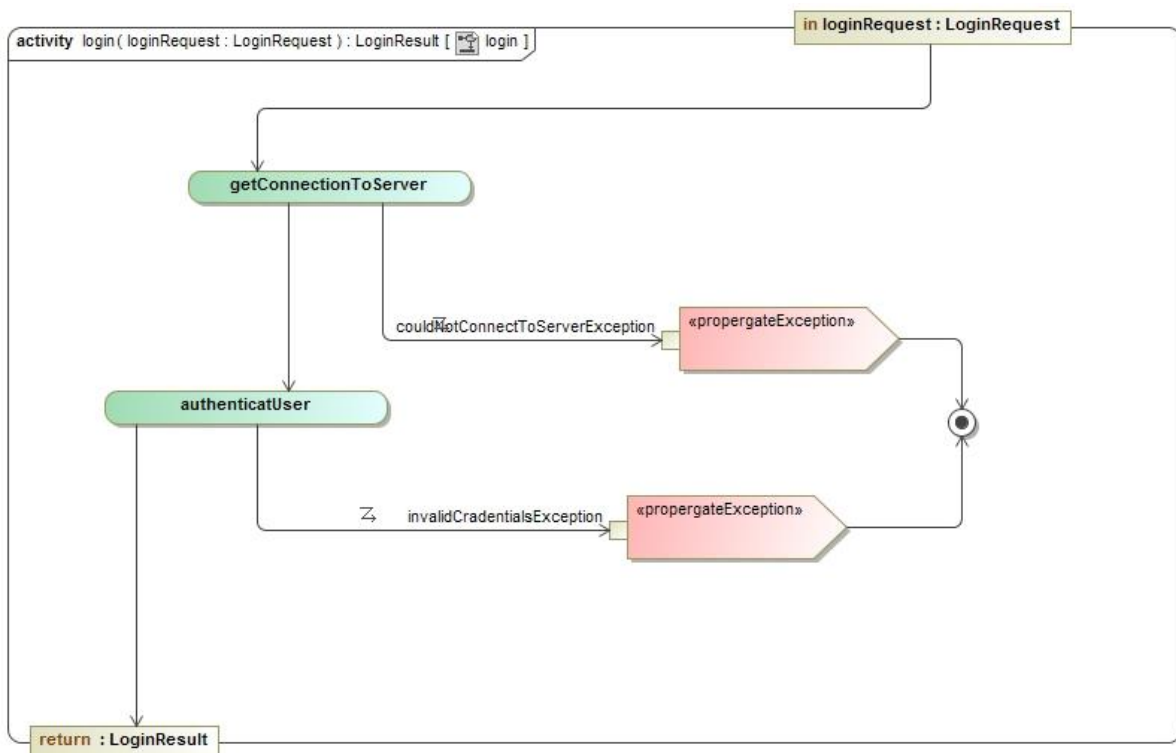 in loginRequest : LoginRequest
activity login( loginRequest : LoginRequest ) : LoginResult [ login ]
getConnectionToServer
couldNotConnectToServerException
«propergateException»
authenticatUser
invalidCradentialsException
«propergateException»
return : LoginResult